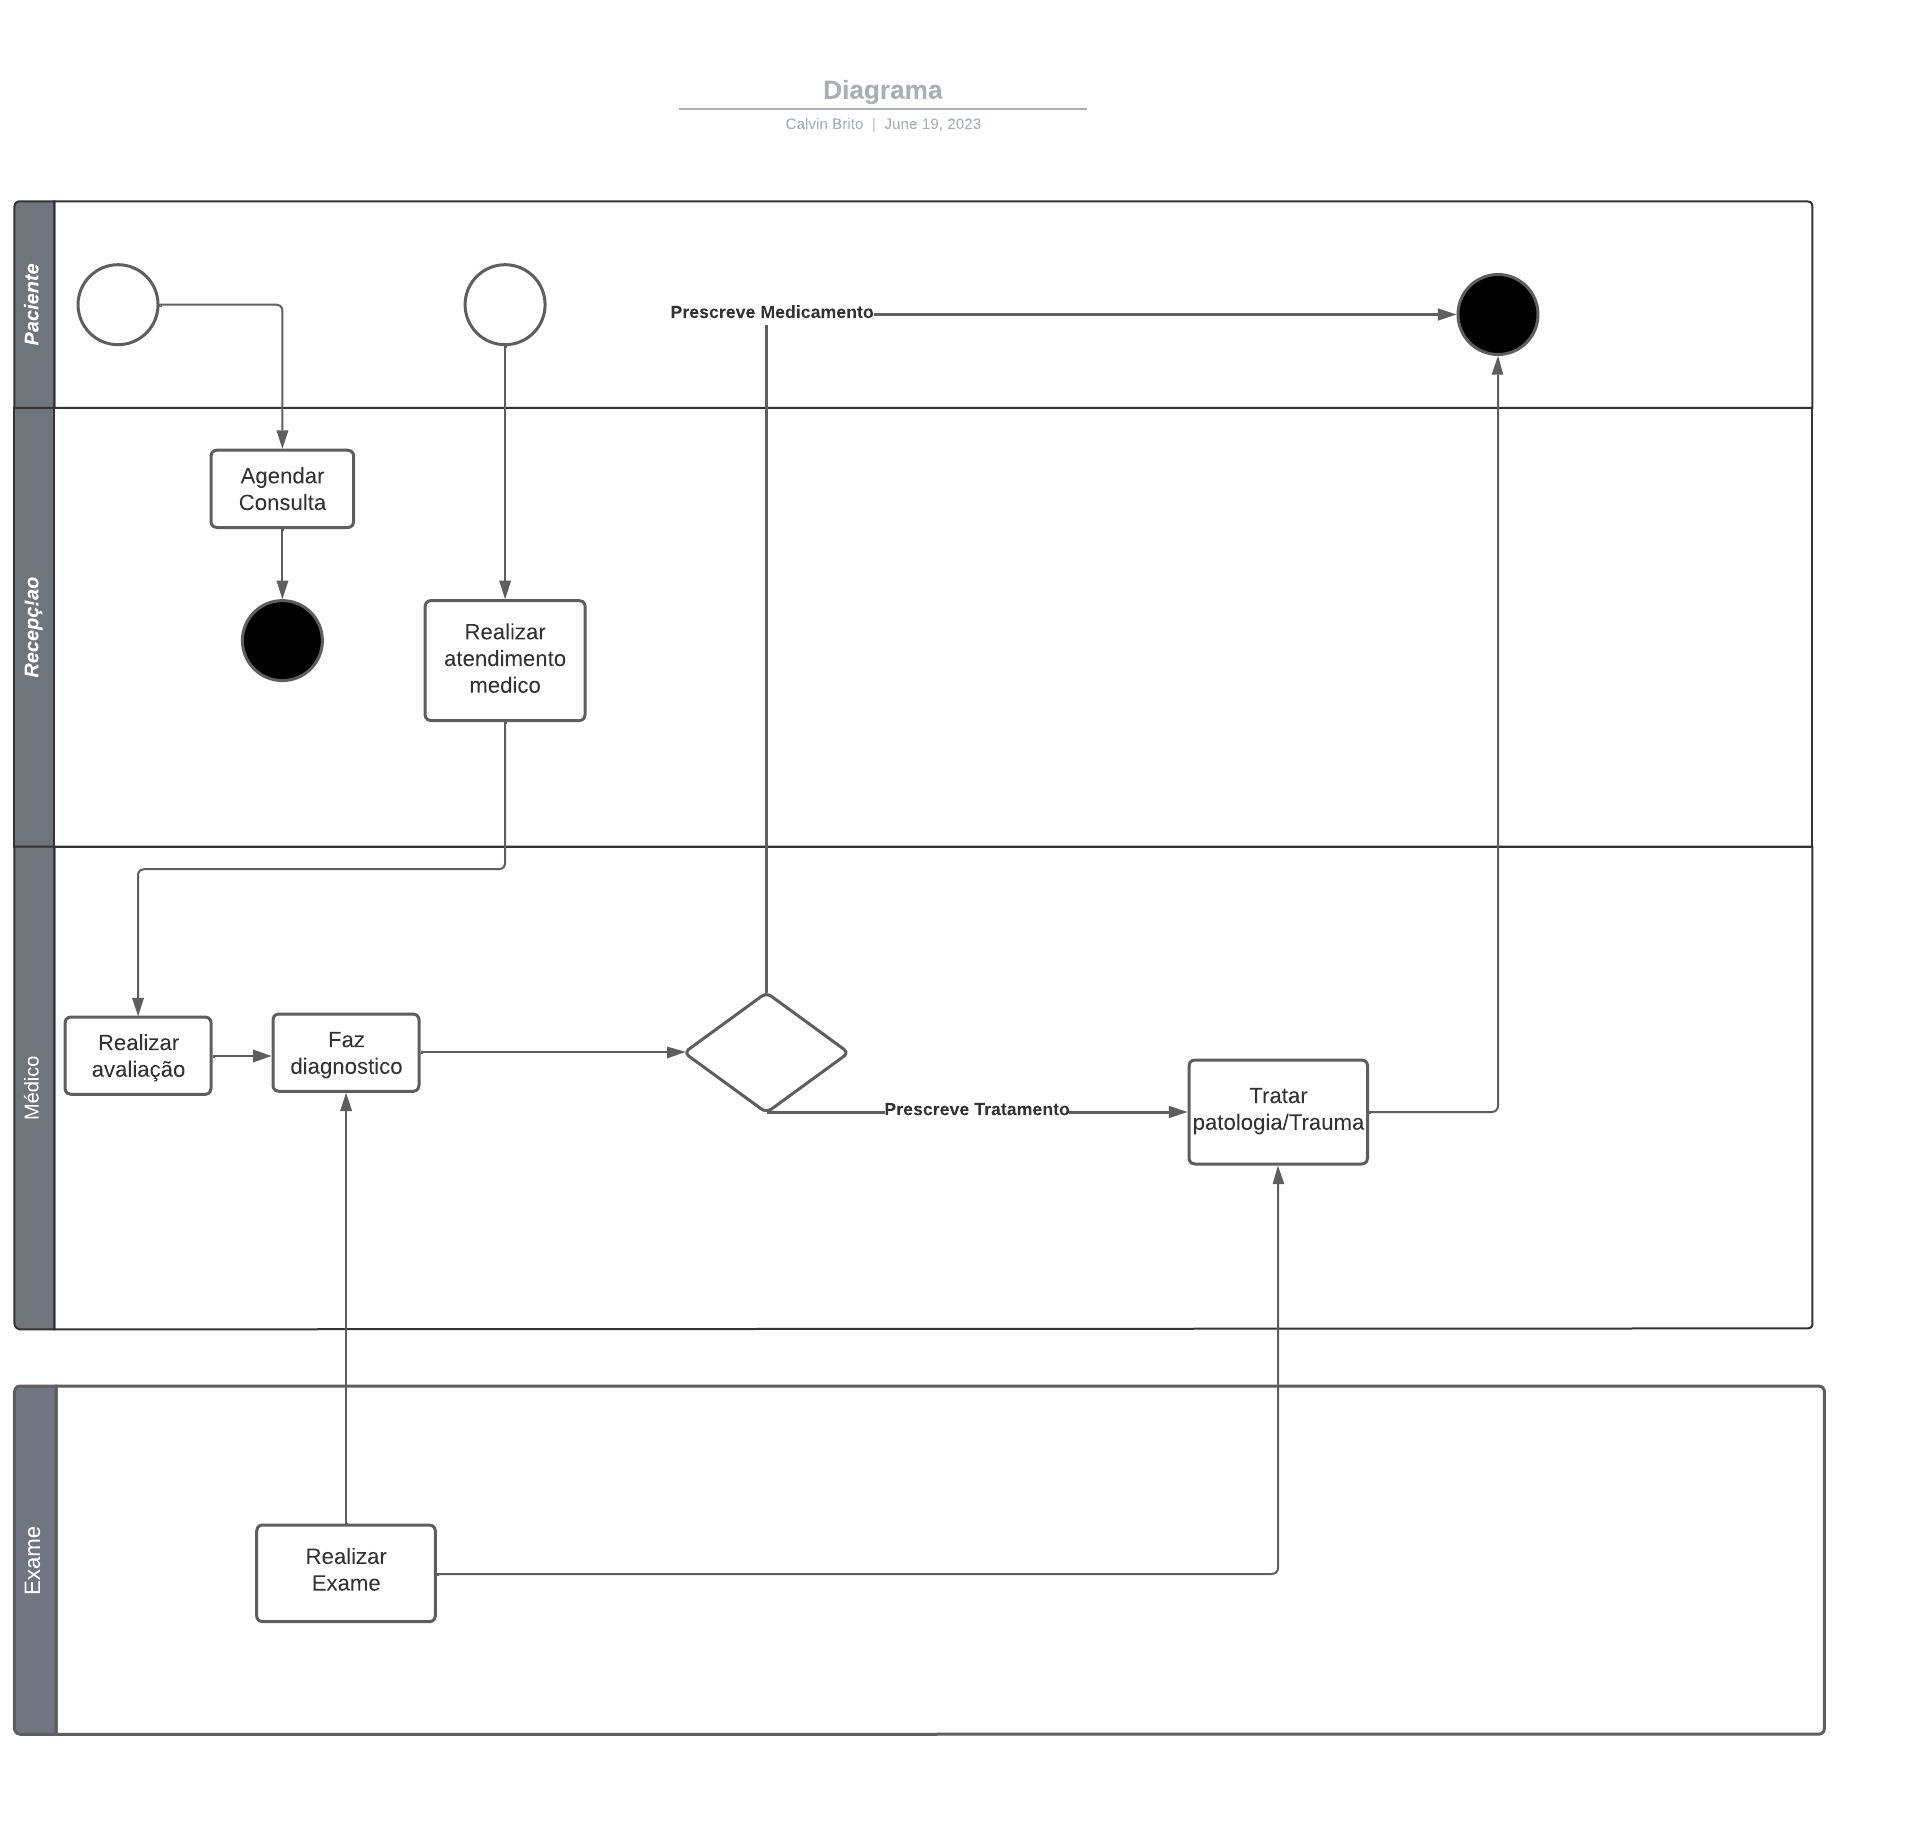 Diagrama
Calvin Brito | June 19, 2023
Paciente
Prescreve Medicamento
Recepç!ao
Agendar
Consulta
Realizar
atendimento
medico
Médico
Realizar
avaliação
Faz
diagnostico
Prescreve Tratamento
Tratar
patologia/Trauma
Exame
Realizar
Exame